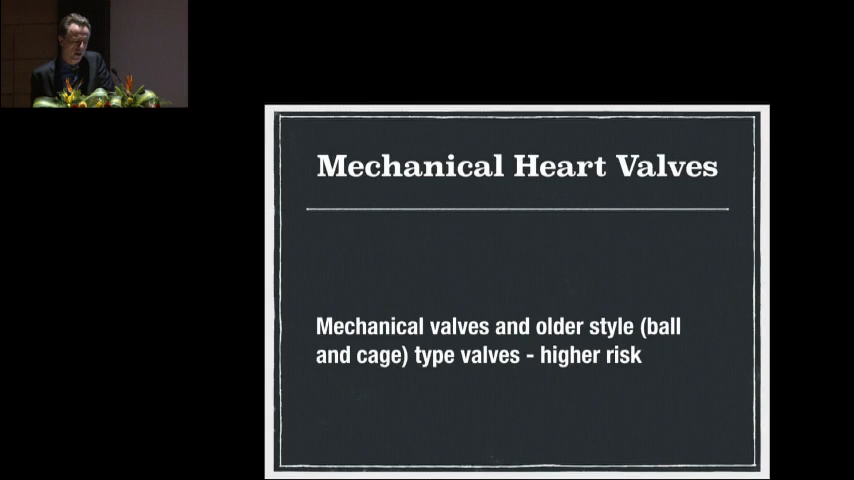 Mechanical Heart Valves
Mechanical valves and older style (ball
and cage) type valves - higher risk